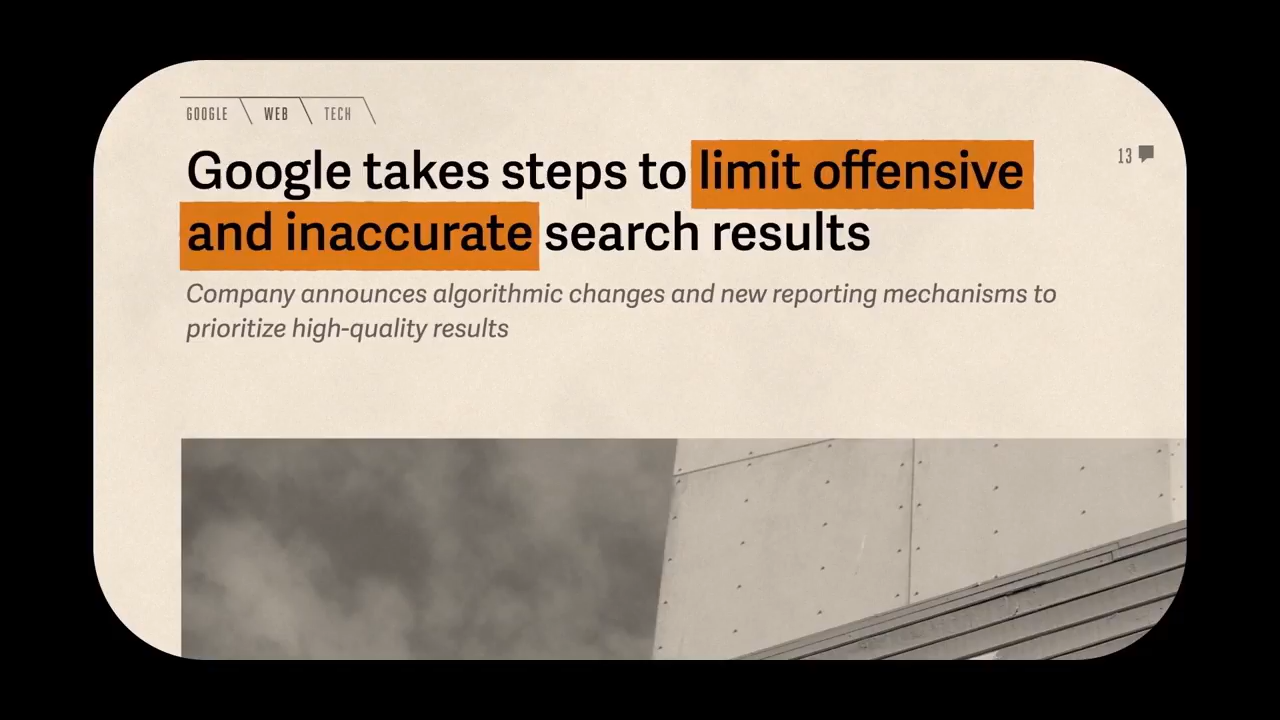 GOOGLE WEB TECH
13
Google takes steps to limit offensive
and inaccurate search results
Company announces algorithmic changes and new reporting mechanisms to
prioritize high-quality results